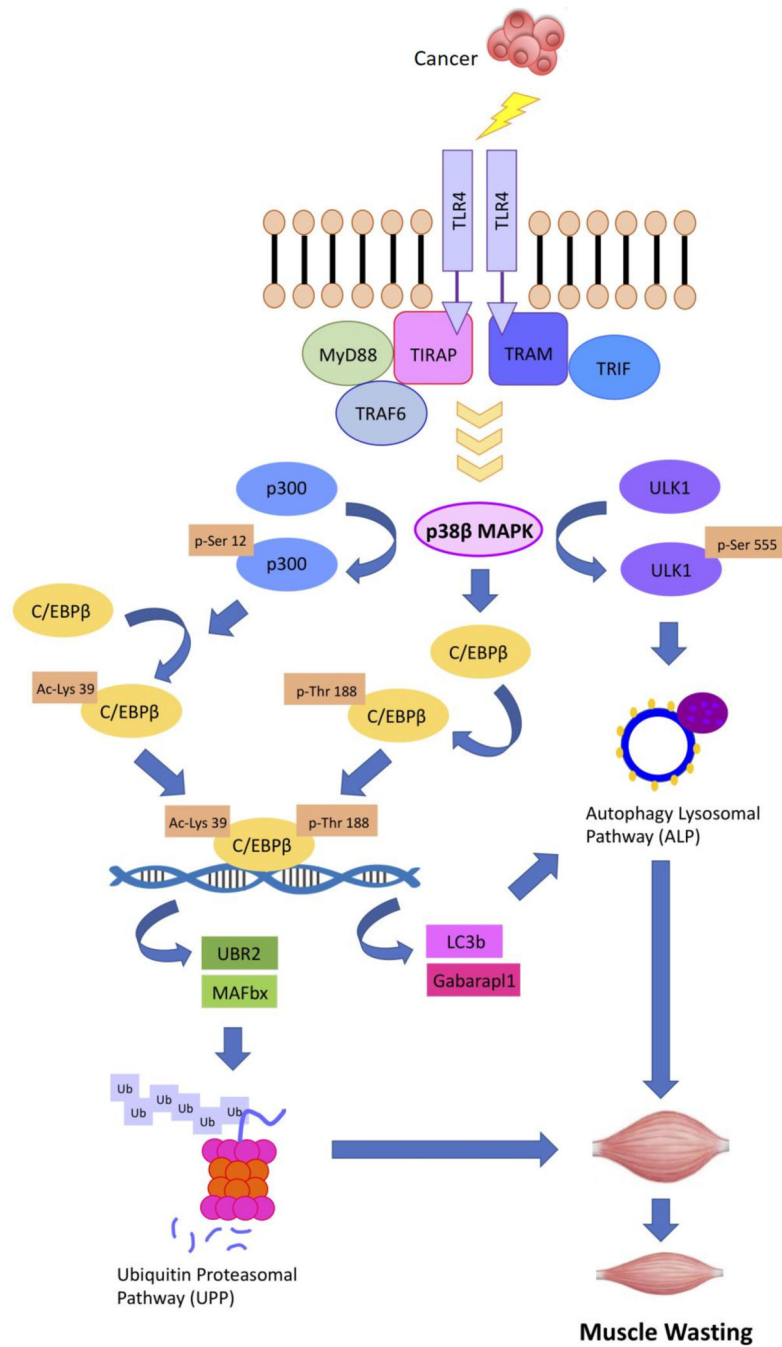 Cancer
TLR4
TLR4
MyD88
TIRAP
TRAM
TRIF
TRAF6
p300
p38β MAPK
ULK1
p-Ser 12
p300
p-Ser 555
ULK1
C/EBPβ
C/EBPβ
Ac-Lys 39
C/EBPβ
p-Thr 188
C/EBPβ
Ac-Lys 39
p-Thr 188
C/EBPβ
Autophagy Lysosomal
Pathway (ALP)
UBR2
MAFbx
LC3b
Gabarapl1
Ub
Ub
Ub
Ub
Ub
Ub
Ubiquitin Proteasomal
Pathway (UPP)
Muscle Wasting